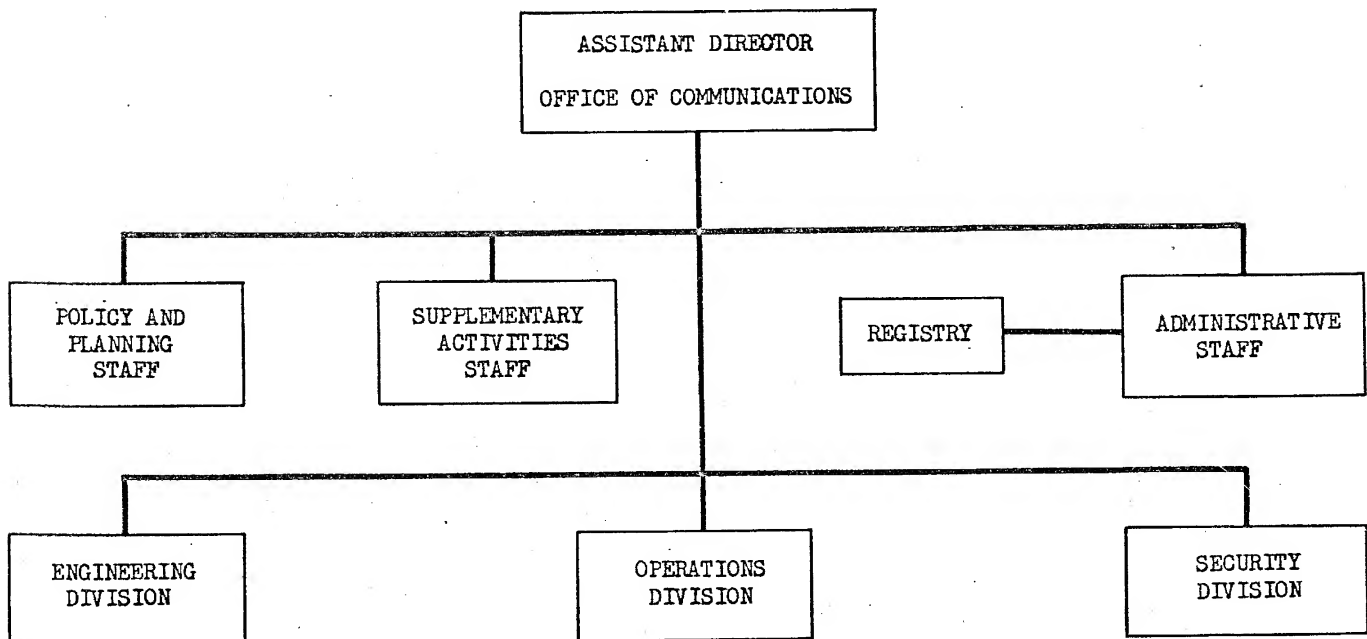 ASSISTANT DIRECTOR
OFFICE OF COMMUNICATIONS
POLICY AND
PLANNING
STAFF
SUPPLEMENTARY
ACTIVITIES
STAFF
REGISTRY
ADMINISTRATIVE
STAFF
ENGINEERING
DIVISION
OPERATIONS
DIVISION
SECURITY
DIVISION